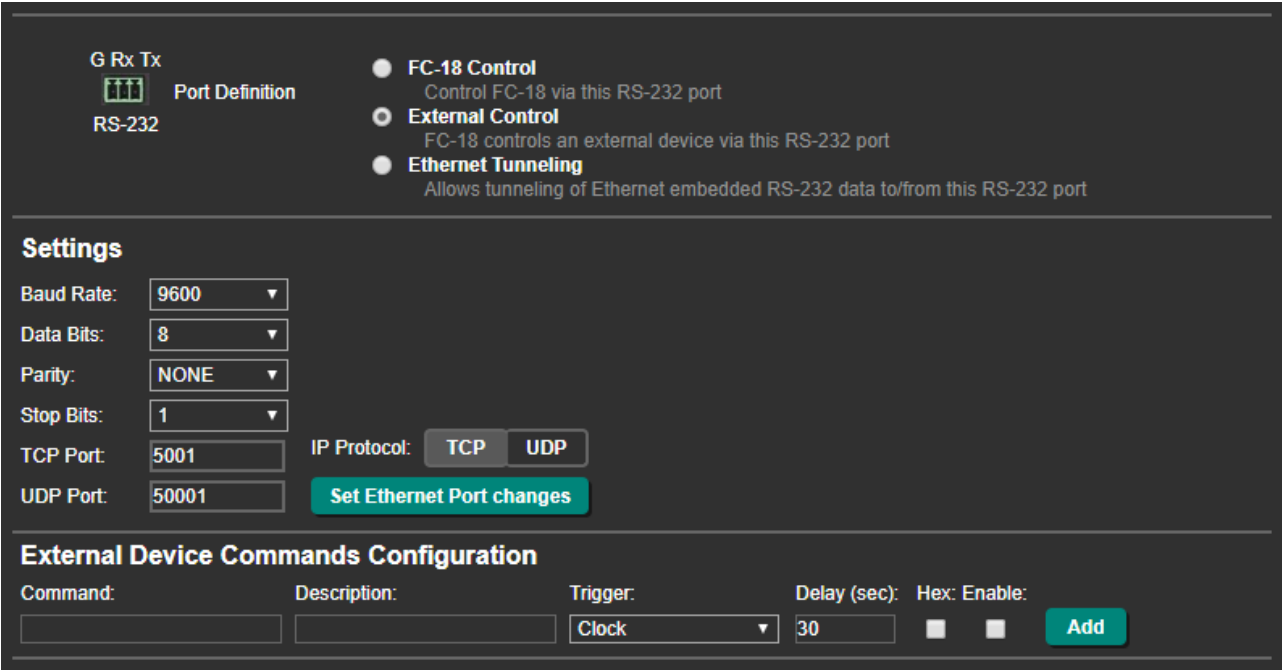 G Rx Tx
Port Definition
RS-232
FC-18 Control
Control FC-18 via this RS-232 port
External Control
FC-18 controls an external device via this RS-232 port
Ethernet Tunneling
Allows tunneling of Ethernet embedded RS-232 data to/from this RS-232 port
Settings
Baud Rate: 9600
Data Bits: 8
Parity: NONE
Stop Bits: 1
TCP Port: 5001 IP Protocol: TCP UDP
UDP Port: 50001 Set Ethernet Port changes
External Device Commands Configuration
Command: Description: Trigger: Delay (sec): Hex: Enable:
Clock 30 Add